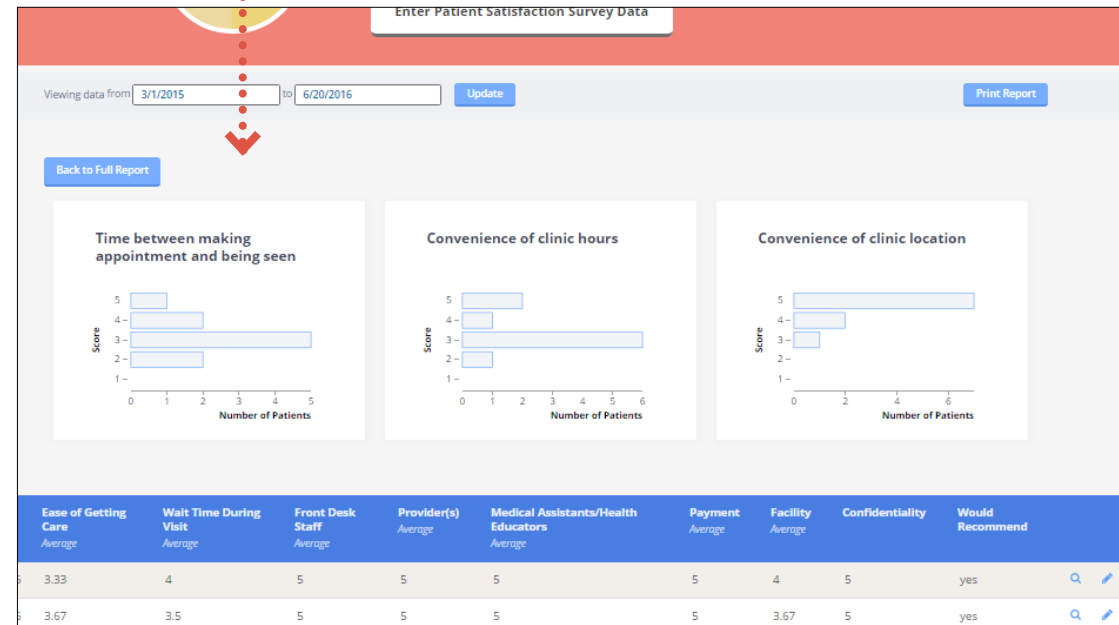 Enter Patient Satisfaction Survey Data
Viewing data from 3/1/2015 to 6/20/2016 Update Print Report
Back to Full Report
Time between making
appointment and being seen
5
4
3
2
1
Score
0 1 2 3 4 5
Number of Patients
Convenience of clinic hours
5
4
3
2
1
Score
0 1 2 3 4 5 6
Number of Patients
Convenience of clinic location
5
4
3
2
1
Score
0 2 4 6
Number of Patients
Ease of Getting
Care
Average
Wait Time During
Visit
Average
Front Desk
Staff
Average
Provider(s)
Average
Medical Assistants/Health
Educators
Average
Payment
Average
Facility
Average
Confidentiality
Would
Recommend
3.33 4 5 5 5 5 4 5 yes
3.67 3.5 5 5 5 5 3.67 5 yes